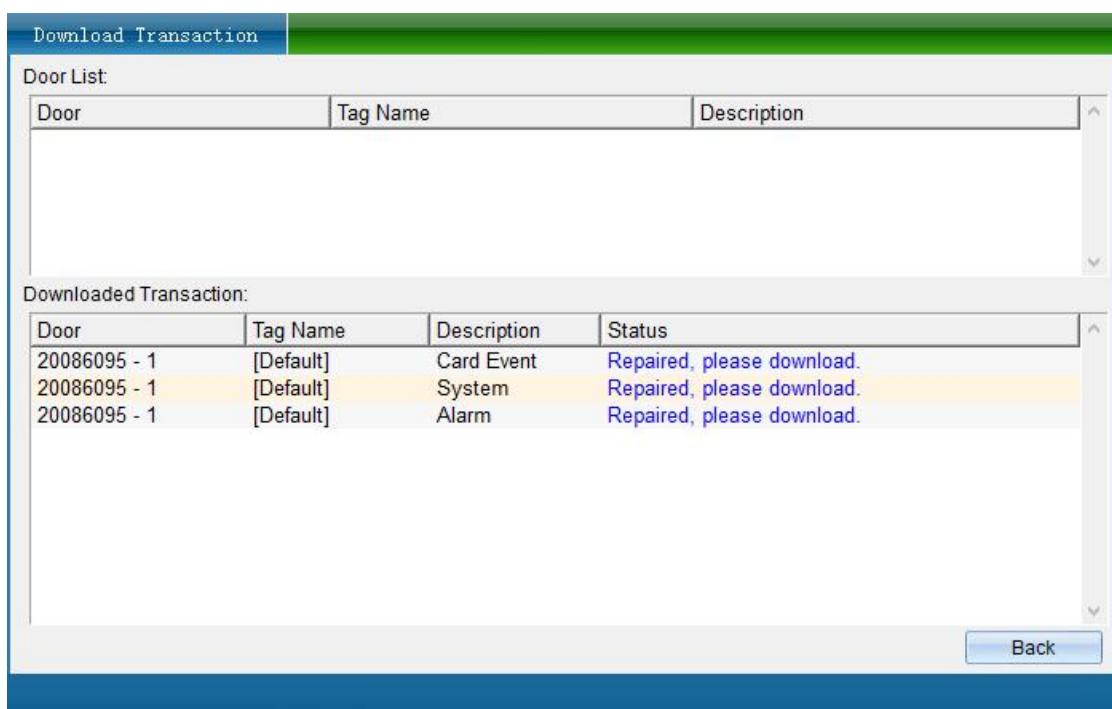 Download Transaction
Door List:
Door Tag Name Description
Downloaded Transaction:
Door Tag Name Description Status
20086095 - 1 [Default] Card Event Repaired, please download.
20086095 - 1 [Default] System Repaired, please download.
20086095 - 1 [Default] Alarm Repaired, please download.
Back